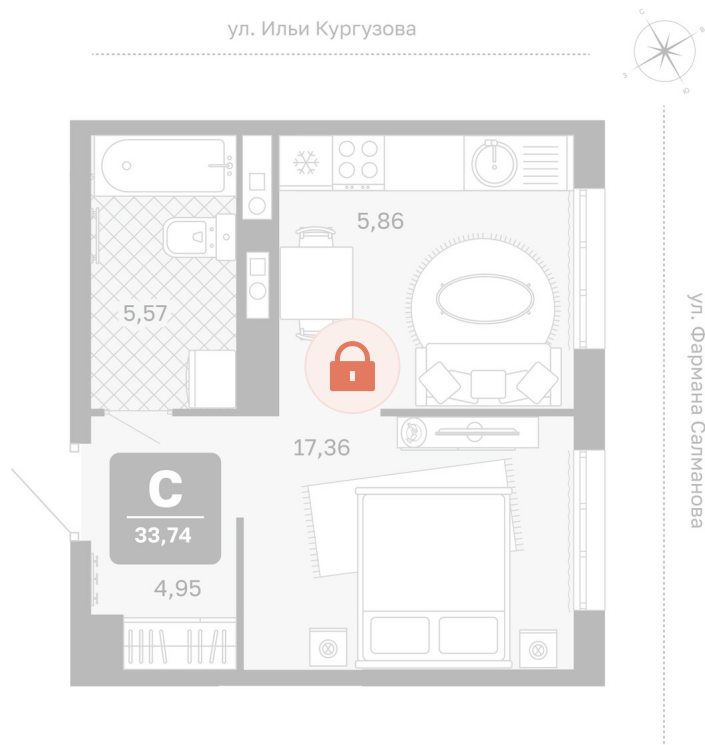 ул. Ильи Кургузова
С
В
З
Ю
5,86
5,57
ул. Фармана Салманова
17,36
С
33,74
4,95